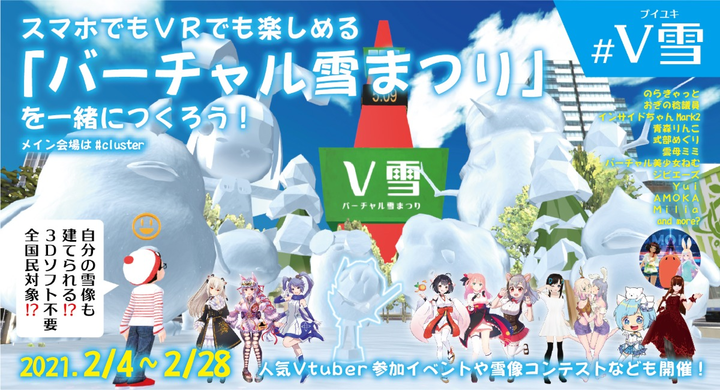 スマホでもVRでも楽しめる
「バーチャル雪まつり」
を一緒につくろう！
メイン会場は#cluster
ブイユキ
#V雪
のらきゃっと
おぎの稔議員
インサイドちゃんMark2
青森りんこ
式部めぐり
雲母ミミ
バーチャル美少女ねむ
ジビエーズ
Yui
AMOKA
Milia
and more?
V雪
バーチャル雪まつり
自分の雪像も
建てられる!?
3Dソフト不要
全国民対象!?
2021.2/4～2/28
人気Vtuber参加イベントや雪像コンテストなども開催！